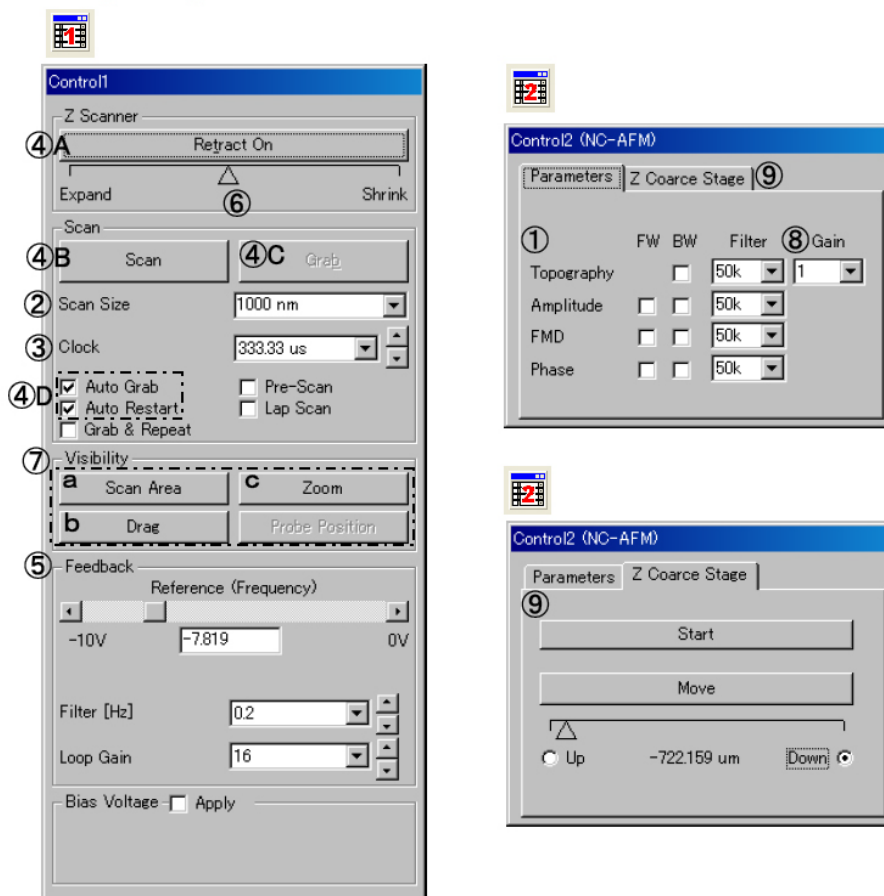 1
Control1
Z Scanner
④A Retract On
Expand ⑥ Shrink
Scan
④B Scan ④C Grab
② Scan Size 1000 nm
③ Clock 333.33 us
④D Auto Grab Pre-Scan
Auto Restart Lap Scan
Grab & Repeat
⑦ Visibility
a Scan Area c Zoom
b Drag Probe Position
⑤ Feedback
Reference (Frequency)
-10V -7.819 0V
Filter [Hz] 0.2
Loop Gain 16
Bias Voltage Apply
2
Control2 (NC-AFM)
Parameters Z Coarce Stage ⑨
① FW BW Filter ⑧ Gain
Topography 50k 1
Amplitude 50k
FMD 50k
Phase 50k
2
Control2 (NC-AFM)
Parameters Z Coarce Stage
⑨
Start
Move
Up -722.159 um Down